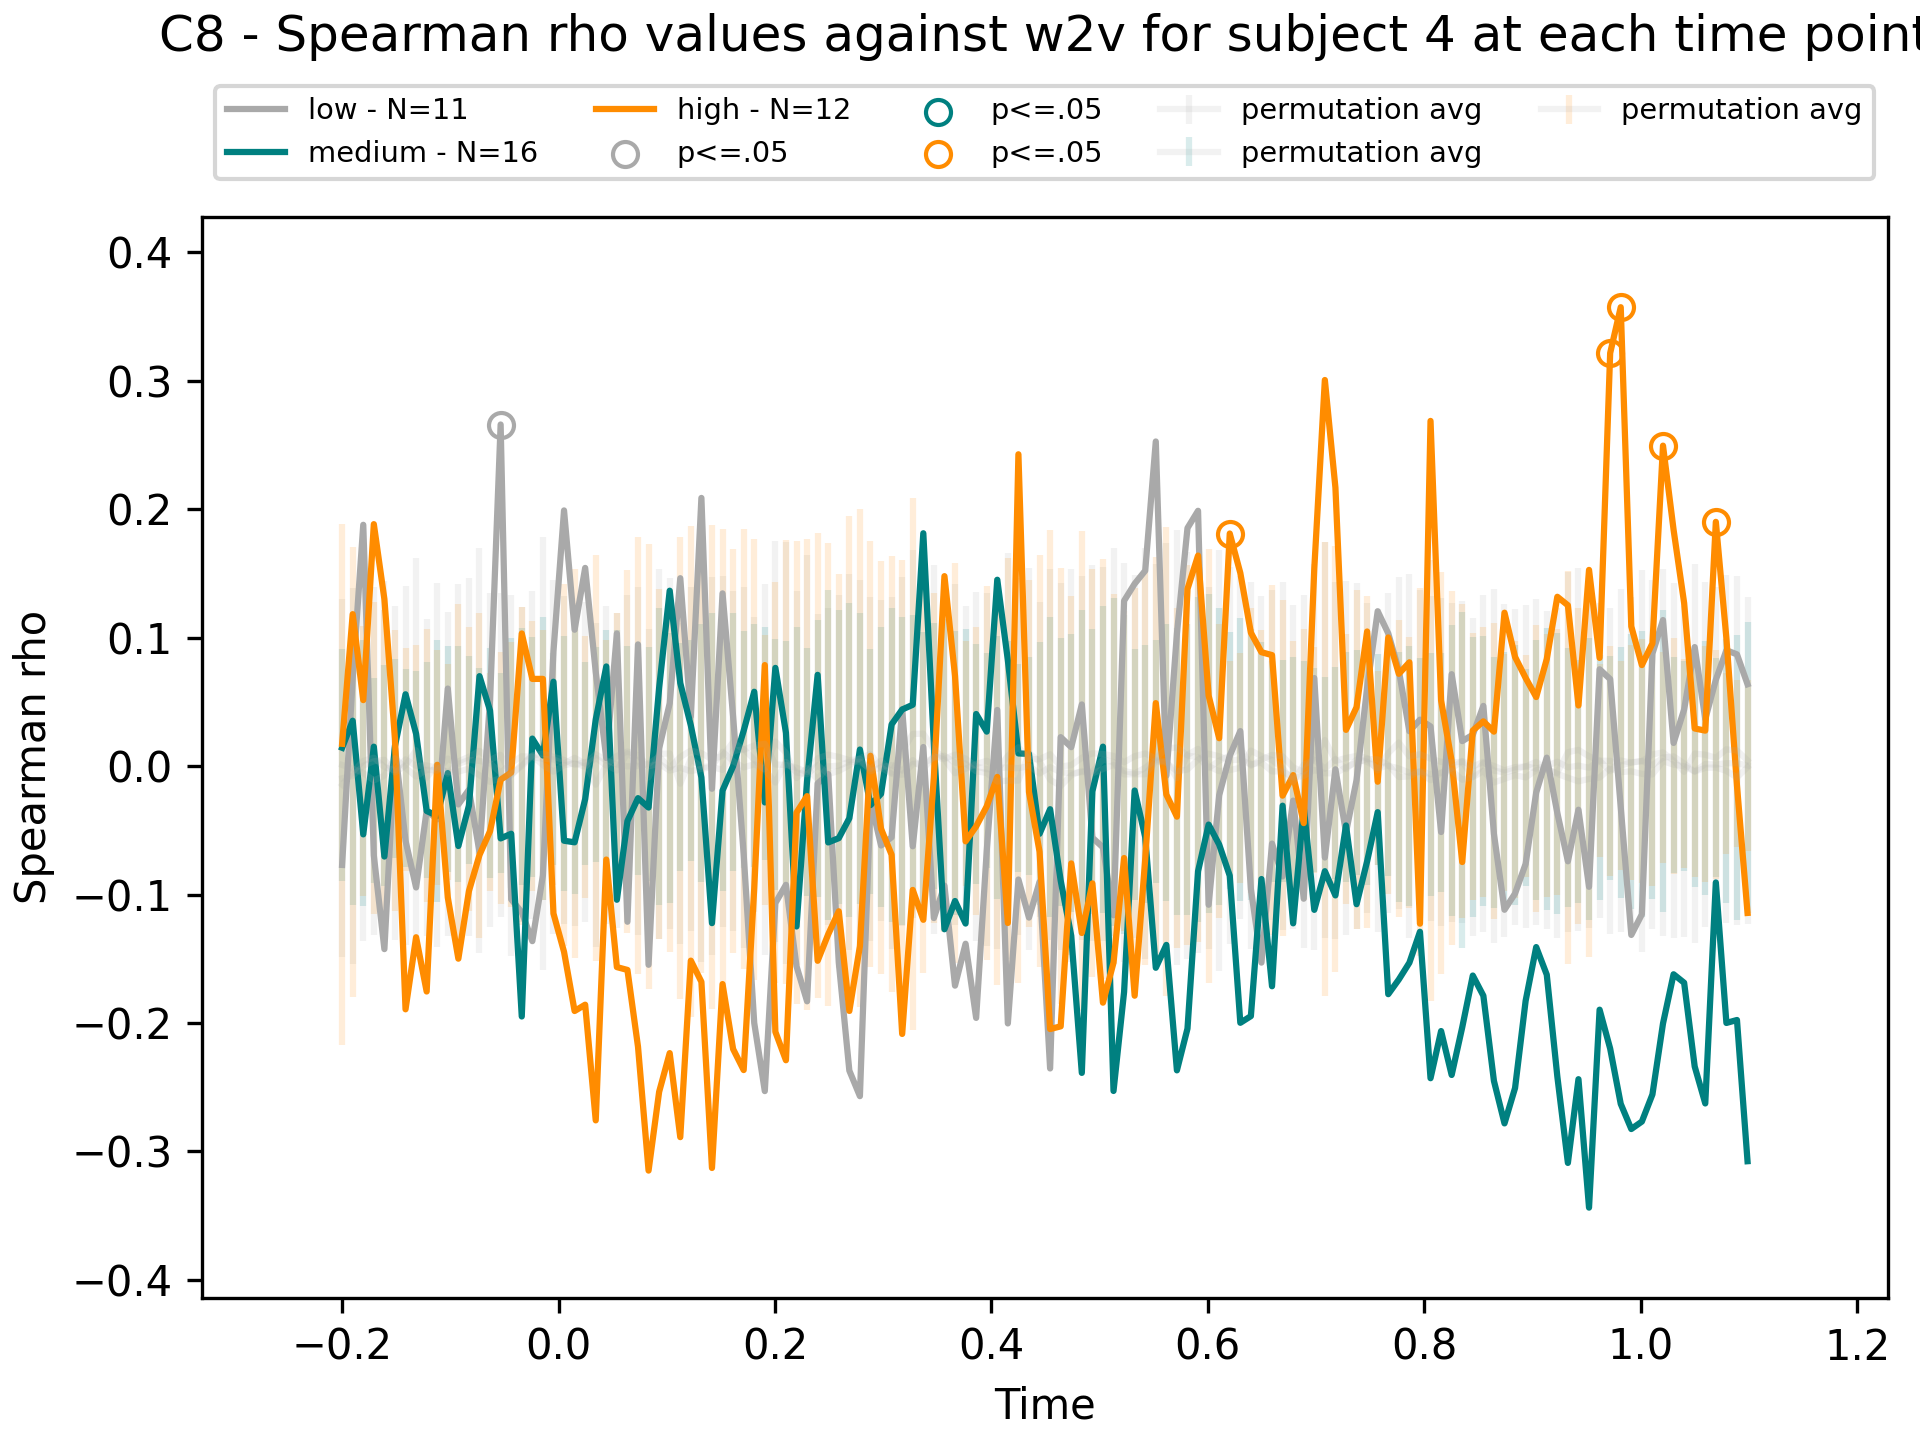 C8 - Spearman rho values against w2v for subject 4 at each time point
low - N=11
medium - N=16
high - N=12
p<=.05
p<=.05
p<=.05
permutation avg
permutation avg
permutation avg
Spearman rho
0.4
0.3
0.2
0.1
0.0
−0.1
−0.2
−0.3
−0.4
−0.2 0.0 0.2 0.4 0.6 0.8 1.0 1.2
Time